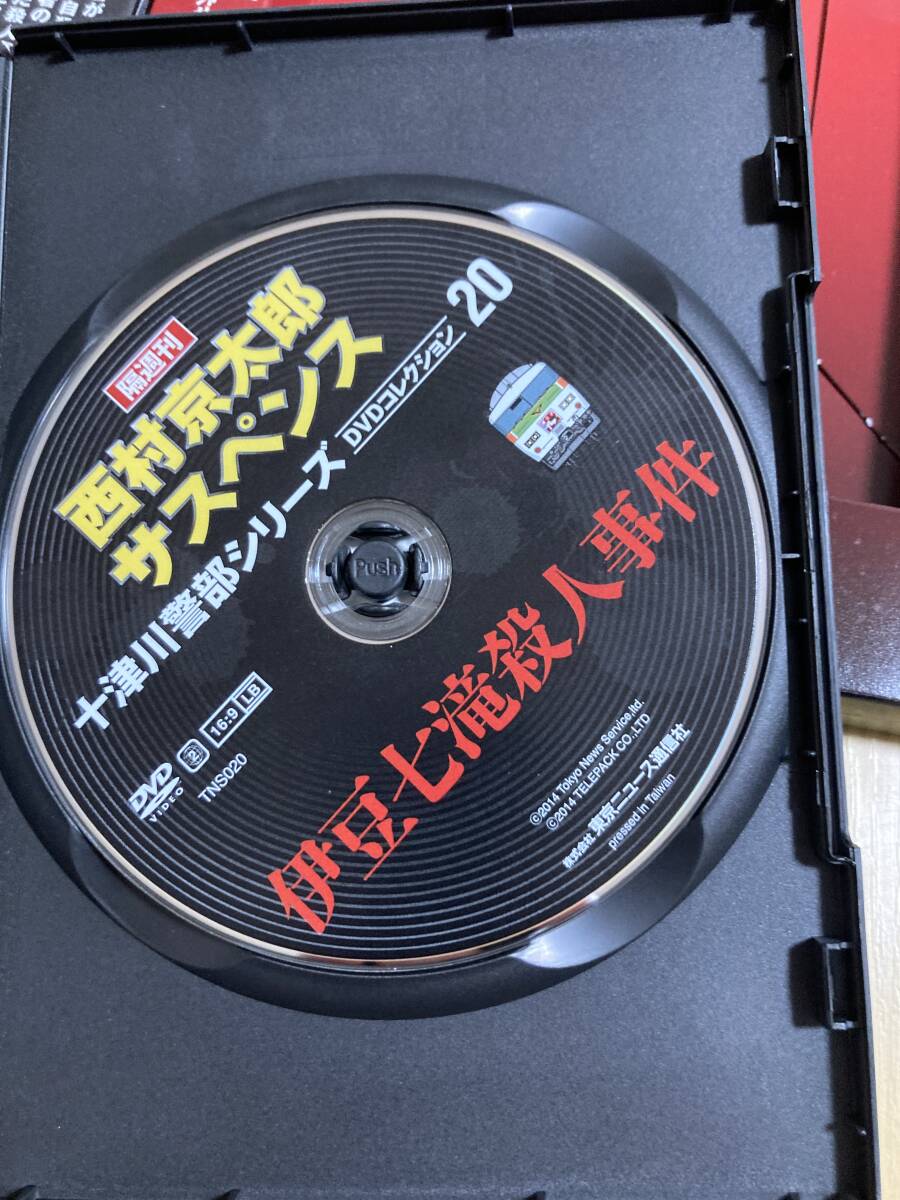 隔週刊
西村京太郎
サスペンス
十津川警部シリーズ
DVDコレクション
20
伊豆七滝殺人事件
Push
DVD
VIDEO
2
16:9 LB
TNS020
©2014 Tokyo News Service,ltd.
©2014 TELEPACK CO.,LTD
株式会社 東京ニュース通信社
pressed in Taiwan